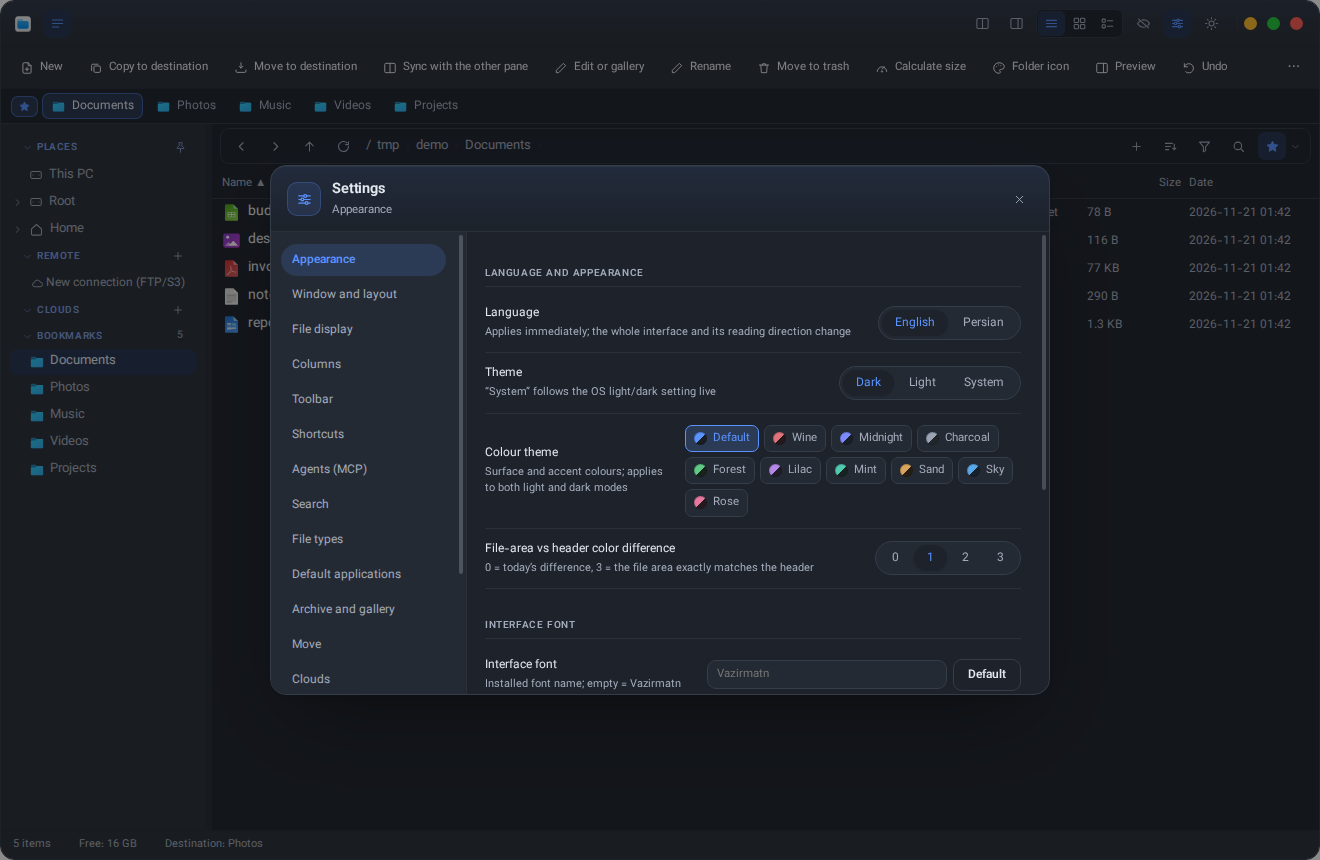 New Copy to destination Move to destination Sync with the other pane Edit or gallery Rename Move to trash Calculate size Folder icon Preview Undo ...
Documents Photos Music Videos Projects
PLACES
This PC
Root
Home
REMOTE
New connection (FTP/S3)
CLOUDS
BOOKMARKS 5
Documents
Photos
Music
Videos
Projects
/ tmp demo Documents
Name ▲ Size Date
78 B 2026-11-21 01:42
116 B 2026-11-21 01:42
77 KB 2026-11-21 01:42
290 B 2026-11-21 01:42
1.3 KB 2026-11-21 01:42
Settings
Appearance
Appearance
Window and layout
File display
Columns
Toolbar
Shortcuts
Agents (MCP)
Search
File types
Default applications
Archive and gallery
Move
Clouds
LANGUAGE AND APPEARANCE
Language
Applies immediately; the whole interface and its reading direction change
English Persian
Theme
“System” follows the OS light/dark setting live
Dark Light System
Colour theme
Surface and accent colours; applies
to both light and dark modes
Default Wine Midnight Charcoal
Forest Lilac Mint Sand Sky
Rose
File-area vs header color difference
0 = today's difference, 3 = the file area exactly matches the header
0 1 2 3
INTERFACE FONT
Interface font
Installed font name; empty = Vazirmatn
Vazirmatn Default
5 items Free: 16 GB Destination: Photos